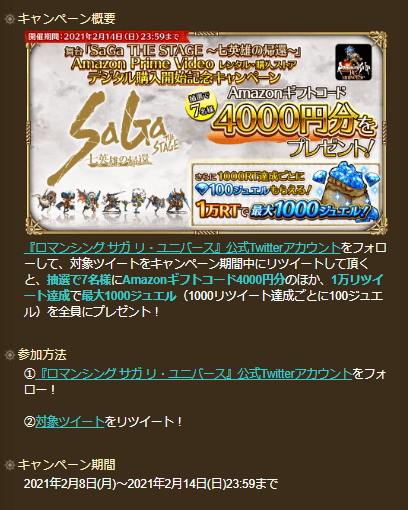 キャンペーン概要
開催期間：2021年2月14日(日)23:59まで
舞台『SaGa THE STAGE ～七英雄の帰還～』
Amazon Prime Video レンタル・購入ストア
デジタル購入開始記念キャンペーン
抽選で7名様
Amazonギフトコード
4000円分を
プレゼント!
SaGa THE STAGE
七英雄の帰還
さらに1000RT達成ごとに
100ジュエルもらえる!
1万RTで最大1000ジュエル!
『ロマンシング サガ リ・ユニバース』公式Twitterアカウントをフォロ
ーして、対象ツイートをキャンペーン期間中にリツイートして頂く
と、抽選で7名様にAmazonギフトコード4000円分のほか、1万リツイ
ート達成で最大1000ジュエル（1000リツイート達成ごとに100ジュエ
ル）を全員にプレゼント！
参加方法
①『ロマンシング サガ リ・ユニバース』公式Twitterアカウントをフォ
ロー！
②対象ツイートをリツイート！
キャンペーン期間
2021年2月8日(月)～2021年2月14日(日)23:59まで